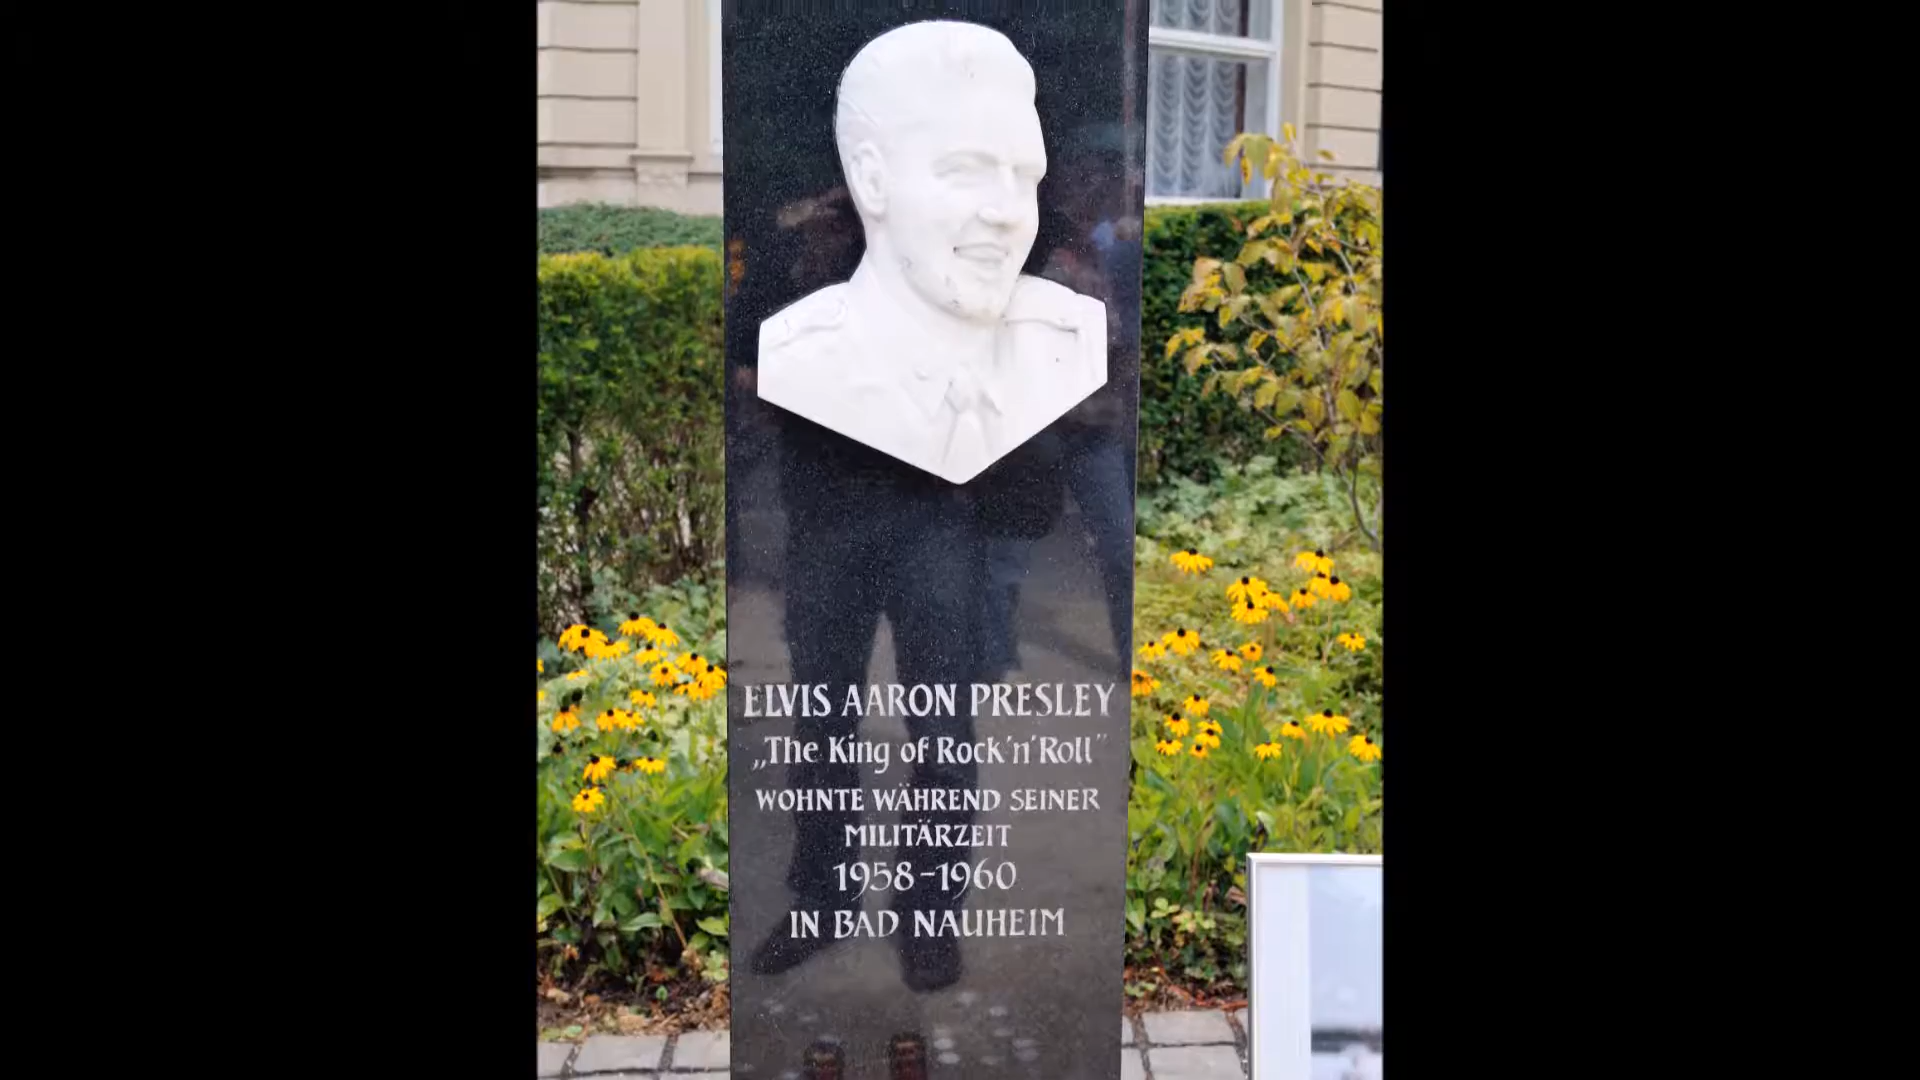 ELVIS AARON PRESLEY
„The King of Rock'n'Roll"
WOHNTE WÄHREND SEINER
MILITÄRZEIT
1958-1960
IN BAD NAUHEIM